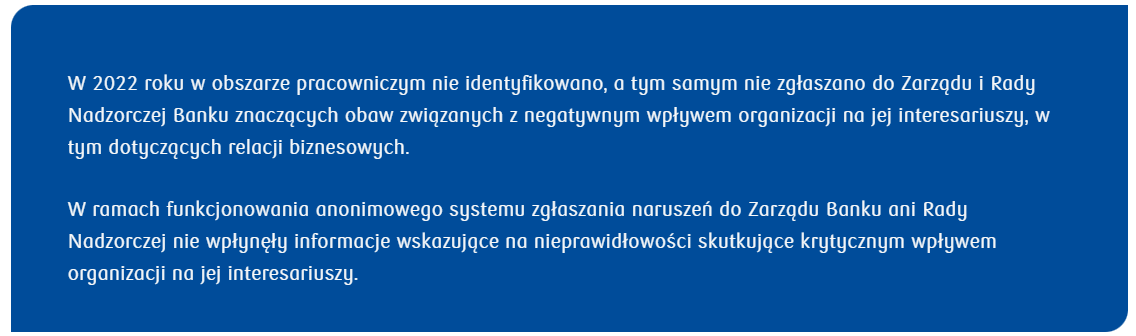 W 2022 roku w obszarze pracowniczym nie identyfikowano, a tym samym nie zgłaszano do Zarządu i Rady
Nadzorczej Banku znaczących obaw związanych z negatywnym wpływem organizacji na jej interesariuszy, w
tym dotyczących relacji biznesowych.
W ramach funkcjonowania anonimowego systemu zgłaszania naruszeń do Zarządu Banku ani Rady
Nadzorczej nie wpłynęły informacje wskazujące na nieprawidłowości skutkujące krytycznym wpływem
organizacji na jej interesariuszy.